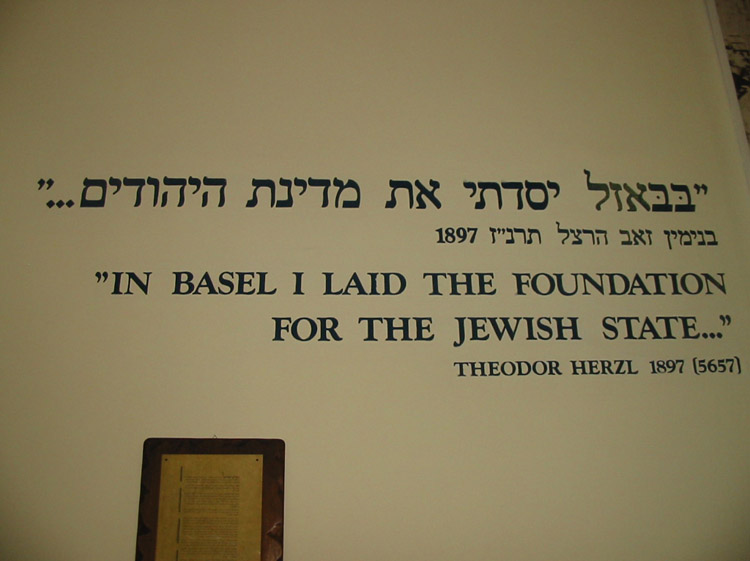 "בבאזל יסדתי את מדינת היהודים..."
בנימין זאב הרצל תרנ"ז 1897
"IN BASEL I LAID THE FOUNDATION
FOR THE JEWISH STATE..."
THEODOR HERZL 1897 (5657)